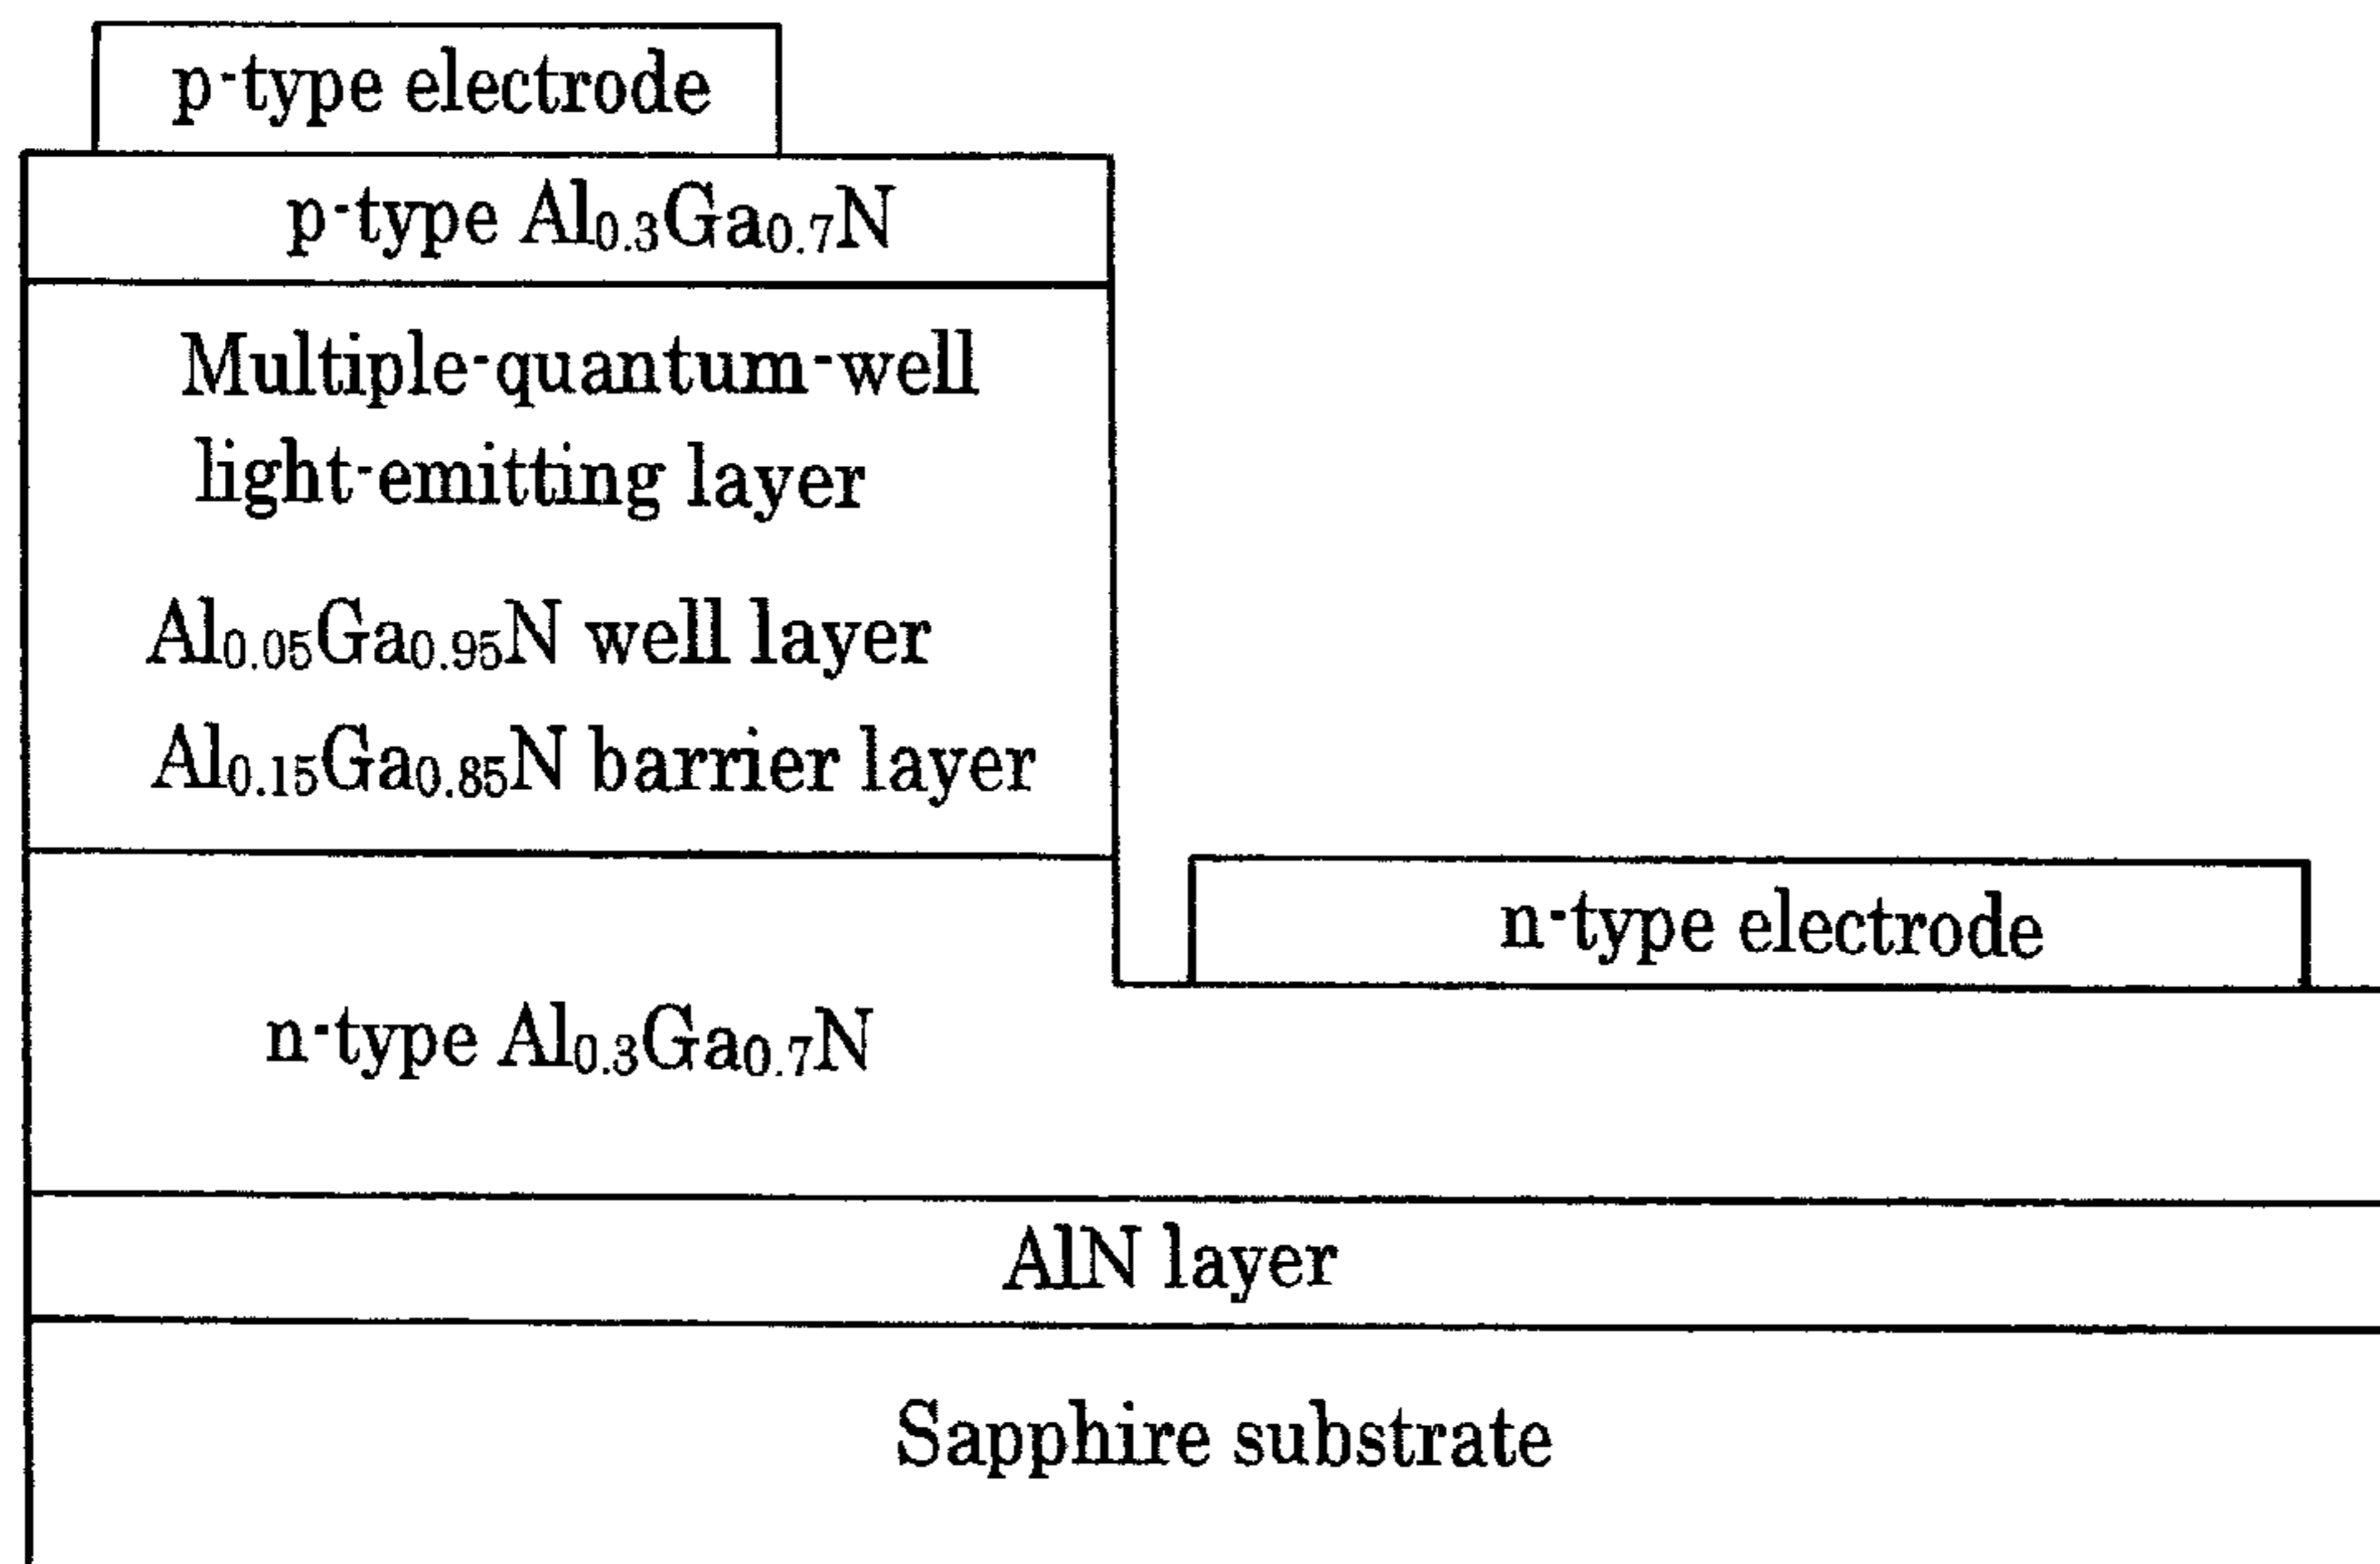 p-type electrode
p-type Al₀.₃Ga₀.₇N
Multiple-quantum-well
light-emitting layer
Al₀.₀₅Ga₀.₉₅N well layer
Al₀.₁₅Ga₀.₈₅N barrier layer
n-type electrode
n-type Al₀.₃Ga₀.₇N
AlN layer
Sapphire substrate